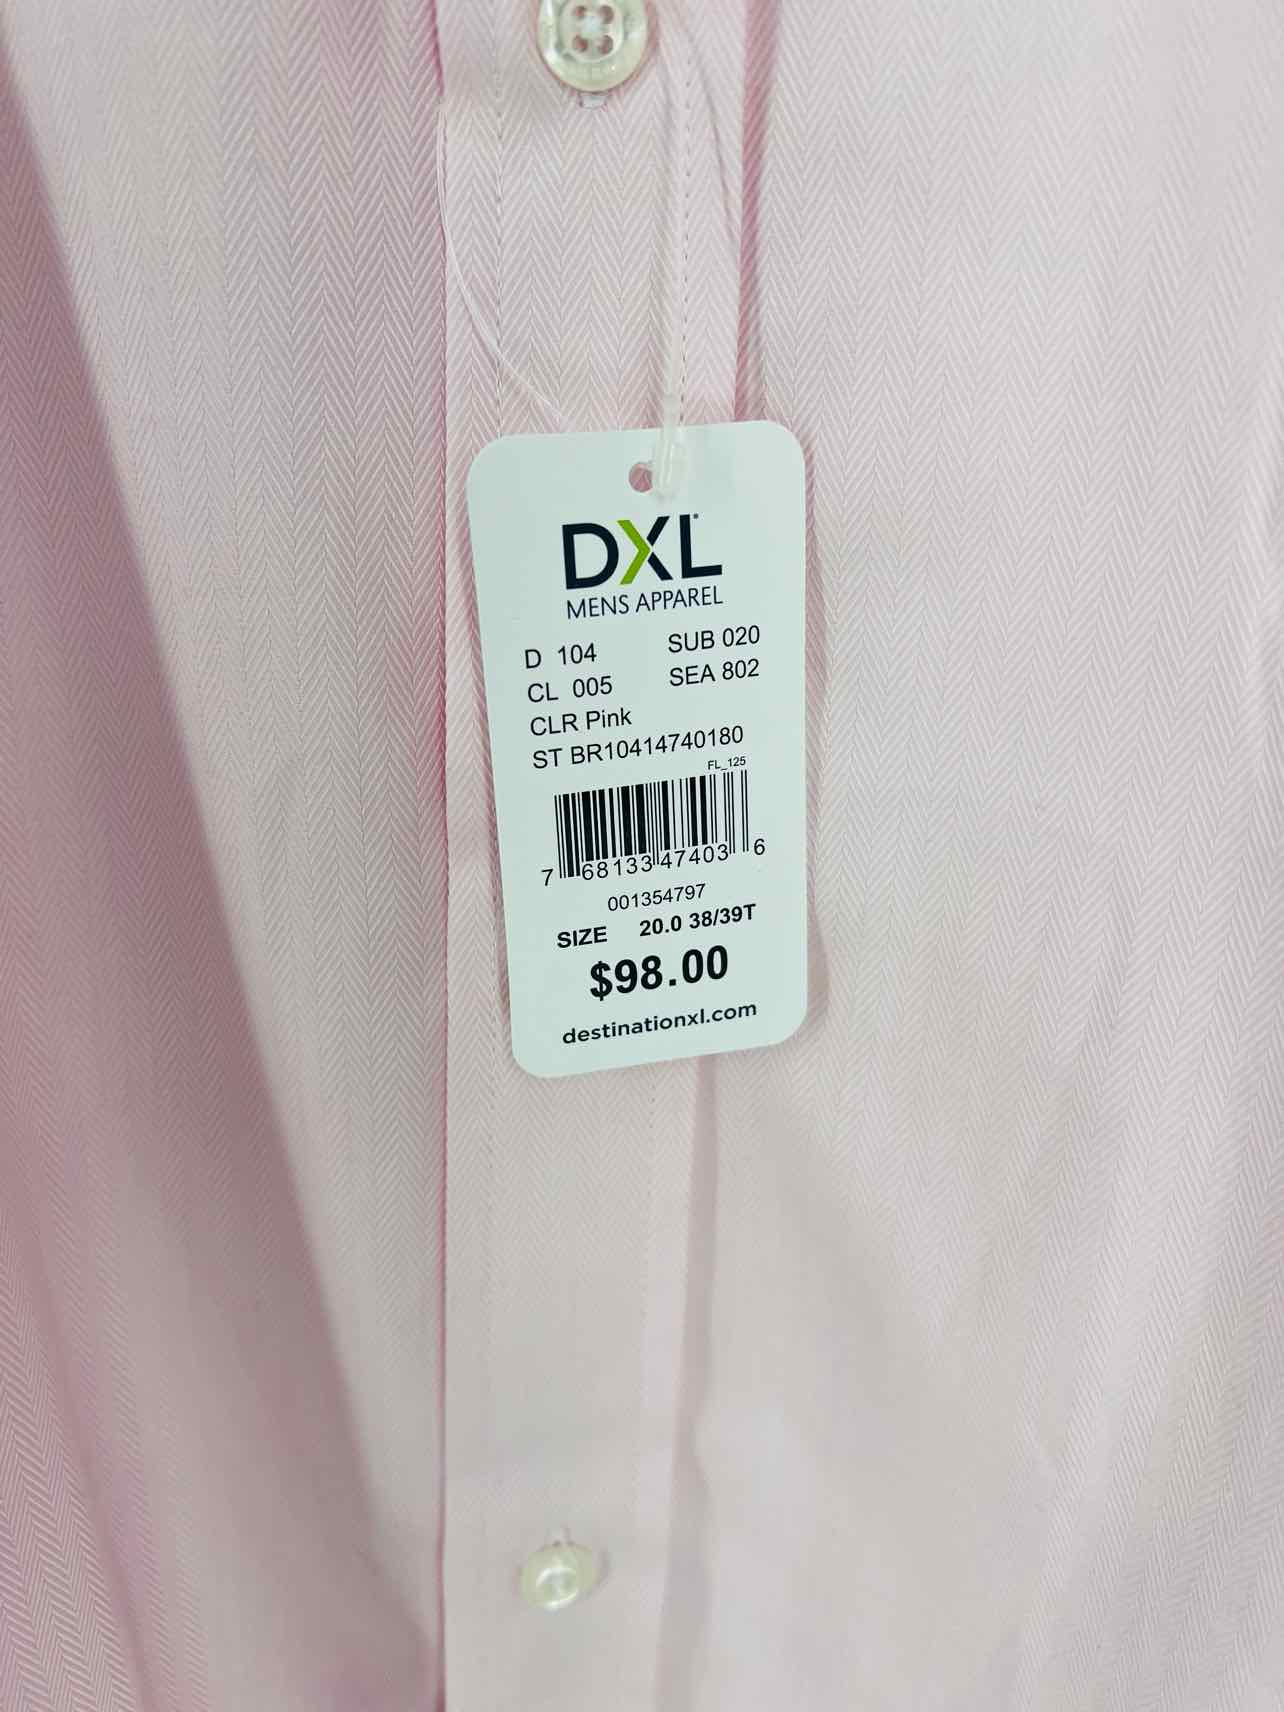 DXL
MENS APPAREL
D 104 SUB 020
CL 005 SEA 802
CLR Pink
ST BR10414740180
FL_125
7 68133 47403 6
001354797
SIZE 20.0 38/39T
$98.00
destinationxl.com